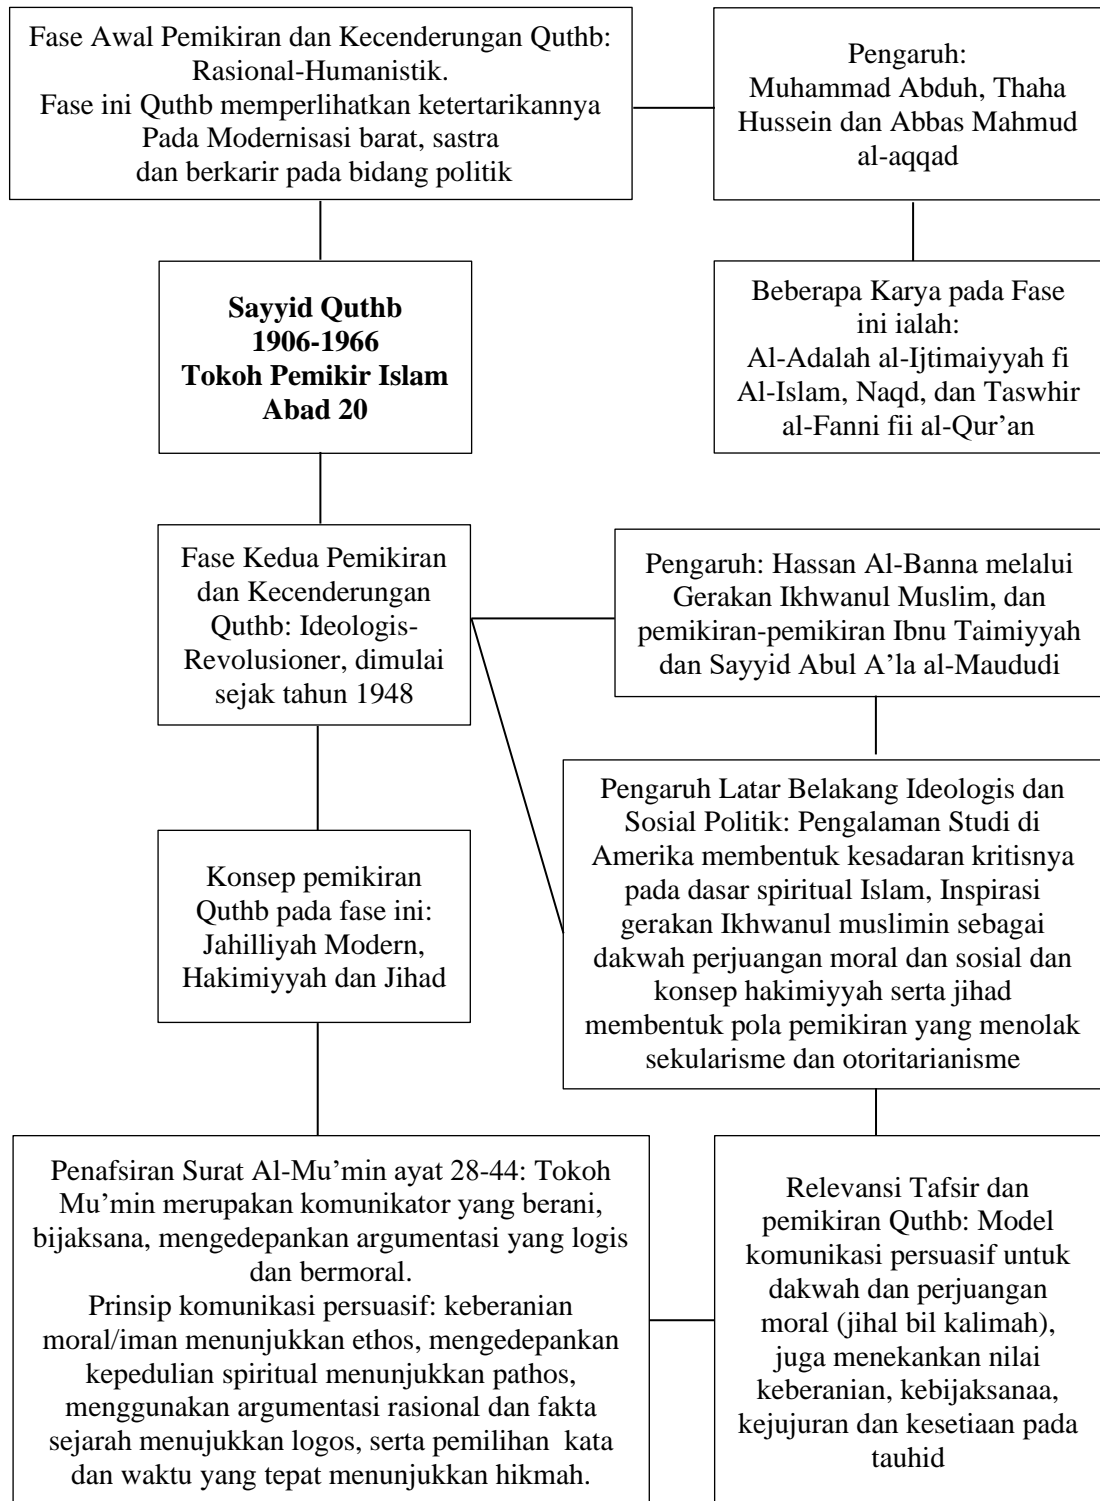 Fase Awal Pemikiran dan Kecenderungan Quthb:
Rasional-Humanistik.
Fase ini Quthb memperlihatkan ketertarikannya
Pada Modernisasi barat, sastra
dan berkarir pada bidang politik
Pengaruh:
Muhammad Abduh, Thaha
Hussein dan Abbas Mahmud
al-aqqad
Sayyid Quthb
1906-1966
Tokoh Pemikir Islam
Abad 20
Beberapa Karya pada Fase
ini ialah:
Al-Adalah al-Ijtimaiyyah fi
Al-Islam, Naqd, dan Taswhir
al-Fanni fii al-Qur’an
Fase Kedua Pemikiran
dan Kecenderungan
Quthb: Ideologis-
Revolusioner, dimulai
sejak tahun 1948
Pengaruh: Hassan Al-Banna melalui
Gerakan Ikhwanul Muslim, dan
pemikiran-pemikiran Ibnu Taimiyyah
dan Sayyid Abul A’la al-Maududi
Pengaruh Latar Belakang Ideologis dan
Sosial Politik: Pengalaman Studi di
Amerika membentuk kesadaran kritisnya
pada dasar spiritual Islam, Inspirasi
gerakan Ikhwanul muslimin sebagai
dakwah perjuangan moral dan sosial dan
konsep hakimiyyah serta jihad
membentuk pola pemikiran yang menolak
sekularisme dan otoritarianisme
Konsep pemikiran
Quthb pada fase ini:
Jahilliyah Modern,
Hakimiyyah dan Jihad
Penafsiran Surat Al-Mu’min ayat 28-44: Tokoh
Mu’min merupakan komunikator yang berani,
bijaksana, mengedepankan argumentasi yang logis
dan bermoral.
Prinsip komunikasi persuasif: keberanian
moral/iman menunjukkan ethos, mengedepankan
kepedulian spiritual menunjukkan pathos,
menggunakan argumentasi rasional dan fakta
sejarah menujukkan logos, serta pemilihan kata
dan waktu yang tepat menunjukkan hikmah.
Relevansi Tafsir dan
pemikiran Quthb: Model
komunikasi persuasif untuk
dakwah dan perjuangan
moral (jihal bil kalimah),
juga menekankan nilai
keberanian, kebijaksanaa,
kejujuran dan kesetiaan pada
tauhid